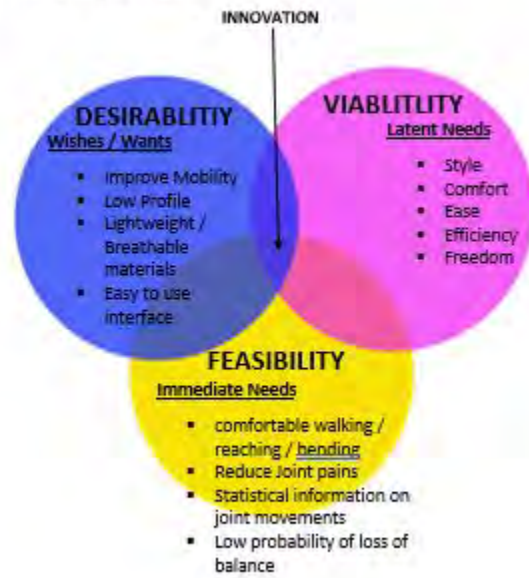 INNOVATION
DESIRABLITIY
Wishes / Wants
▪ Improve Mobility
▪ Low Profile
▪ Lightweight /
Breathable
materials
▪ Easy to use
interface
VIABLITLITY
Latent Needs
▪ Style
▪ Comfort
▪ Ease
▪ Efficiency
▪ Freedom
FEASIBILITY
Immediate Needs
▪ comfortable walking /
reaching / bending
▪ Reduce Joint pains
▪ Statistical information on
joint movements
▪ Low probability of loss of
balance